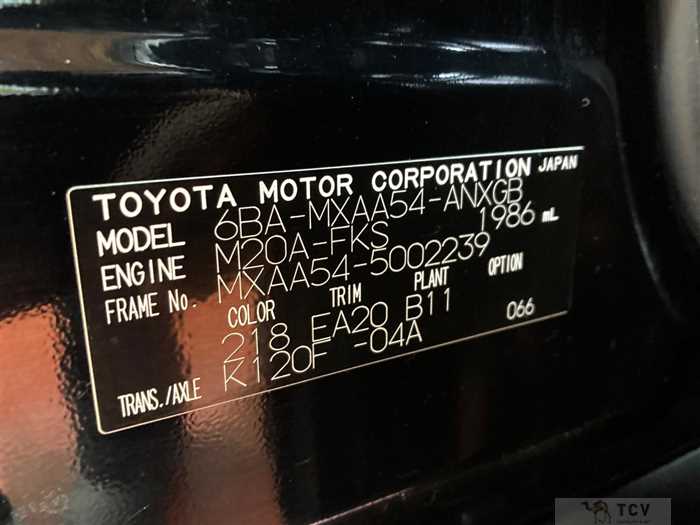 TOYOTA MOTOR CORPORATION JAPAN
MODEL 6BA-MXAA54-ANXGB
ENGINE M20A-FKS 1986 mL
FRAME No. MXAA54-5002239
COLOR TRIM PLANT OPTION
218 EA20 B11 066
TRANS./AXLE K120F -04A
TCV